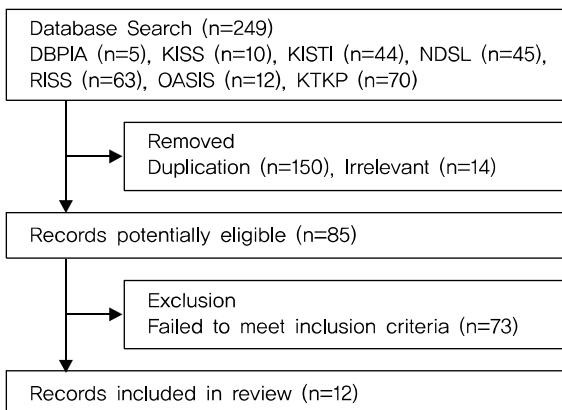 Database Search (n=249)
DBPIA (n=5), KISS (n=10), KISTI (n=44), NDSL (n=45),
RISS (n=63), OASIS (n=12), KTKP (n=70)
Removed
Duplication (n=150), Irrelevant (n=14)
Records potentially eligible (n=85)
Exclusion
Failed to meet inclusion criteria (n=73)
Records included in review (n=12)